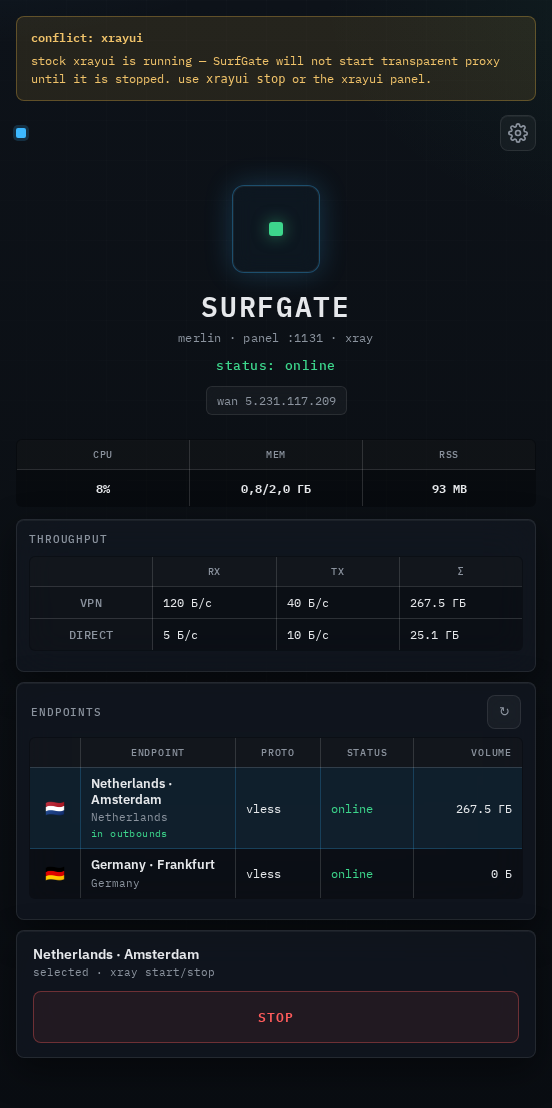 conflict: xrayui
stock xrayui is running — SurfGate will not start transparent proxy
until it is stopped. use xrayui stop or the xrayui panel.
SURFGATE
merlin · panel :1131 · xray
status: online
wan 5.231.117.209
CPU MEM RSS
8% 0,8/2,0 ГБ 93 MB
THROUGHPUT
RX TX Σ
VPN 120 Б/с 40 Б/с 267.5 ГБ
DIRECT 5 Б/с 10 Б/с 25.1 ГБ
ENDPOINTS ↻
ENDPOINT PROTO STATUS VOLUME
Netherlands ·
Amsterdam
Netherlands
in outbounds
vless online 267.5 ГБ
Germany · Frankfurt
Germany
vless online 0 Б
Netherlands · Amsterdam
selected · xray start/stop
STOP